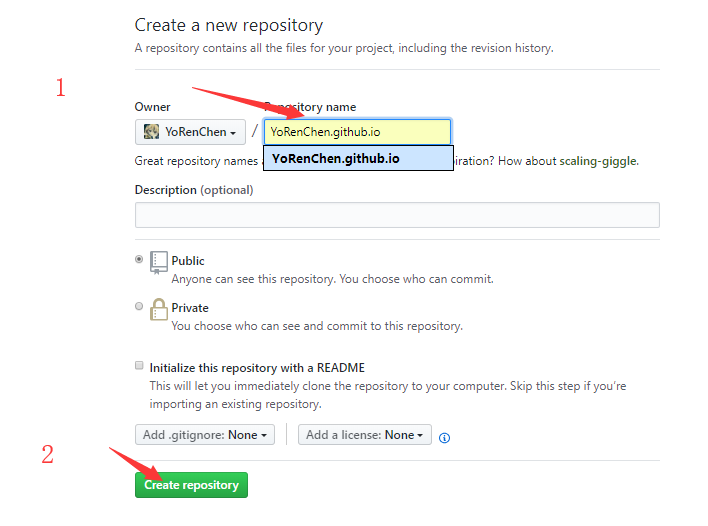 Create a new repository
A repository contains all the files for your project, including the revision history.
1
Owner
Repository name
YoRenChen / YoRenChen.github.io
YoRenChen.github.io
Great repository names How about scaling-giggle.
Description (optional)
Public
Anyone can see this repository. You choose who can commit.
Private
You choose who can see and commit to this repository.
Initialize this repository with a README
This will let you immediately clone the repository to your computer. Skip this step if you're
importing an existing repository.
Add .gitignore: None
Add a license: None
2
Create repository